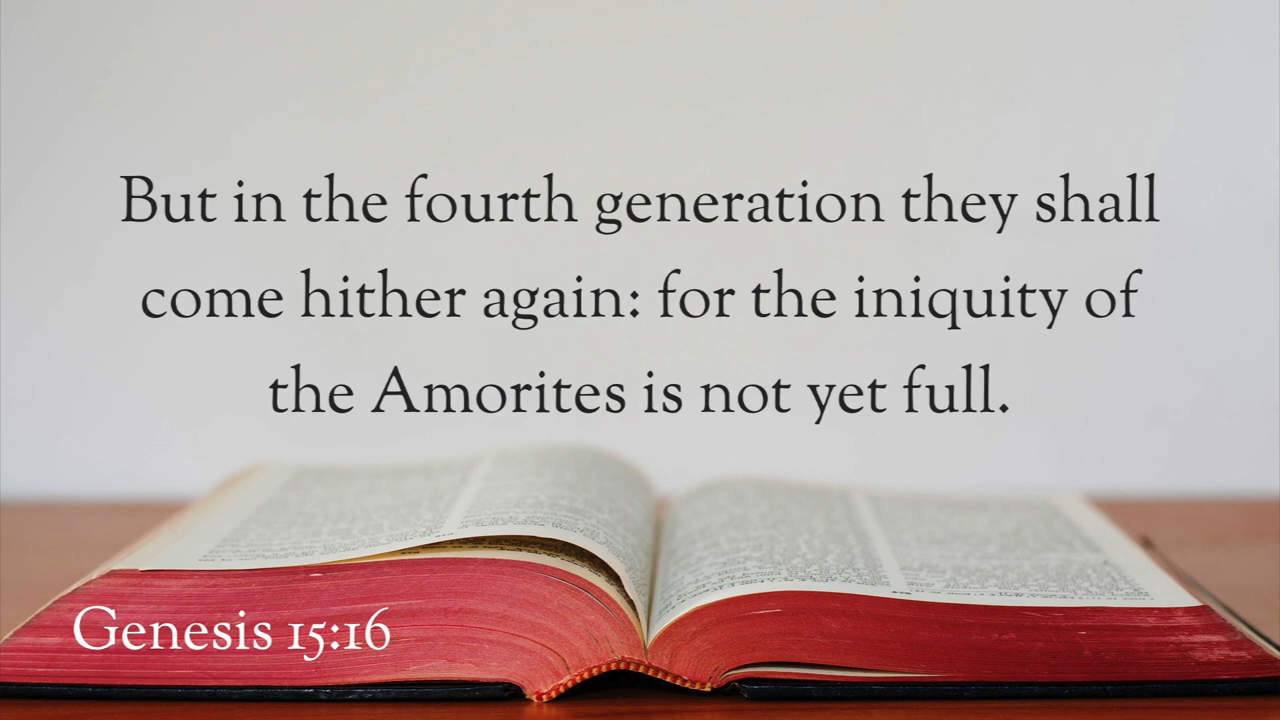 But in the fourth generation they shall
come hither again: for the iniquity of
the Amorites is not yet full.
Genesis 15:16